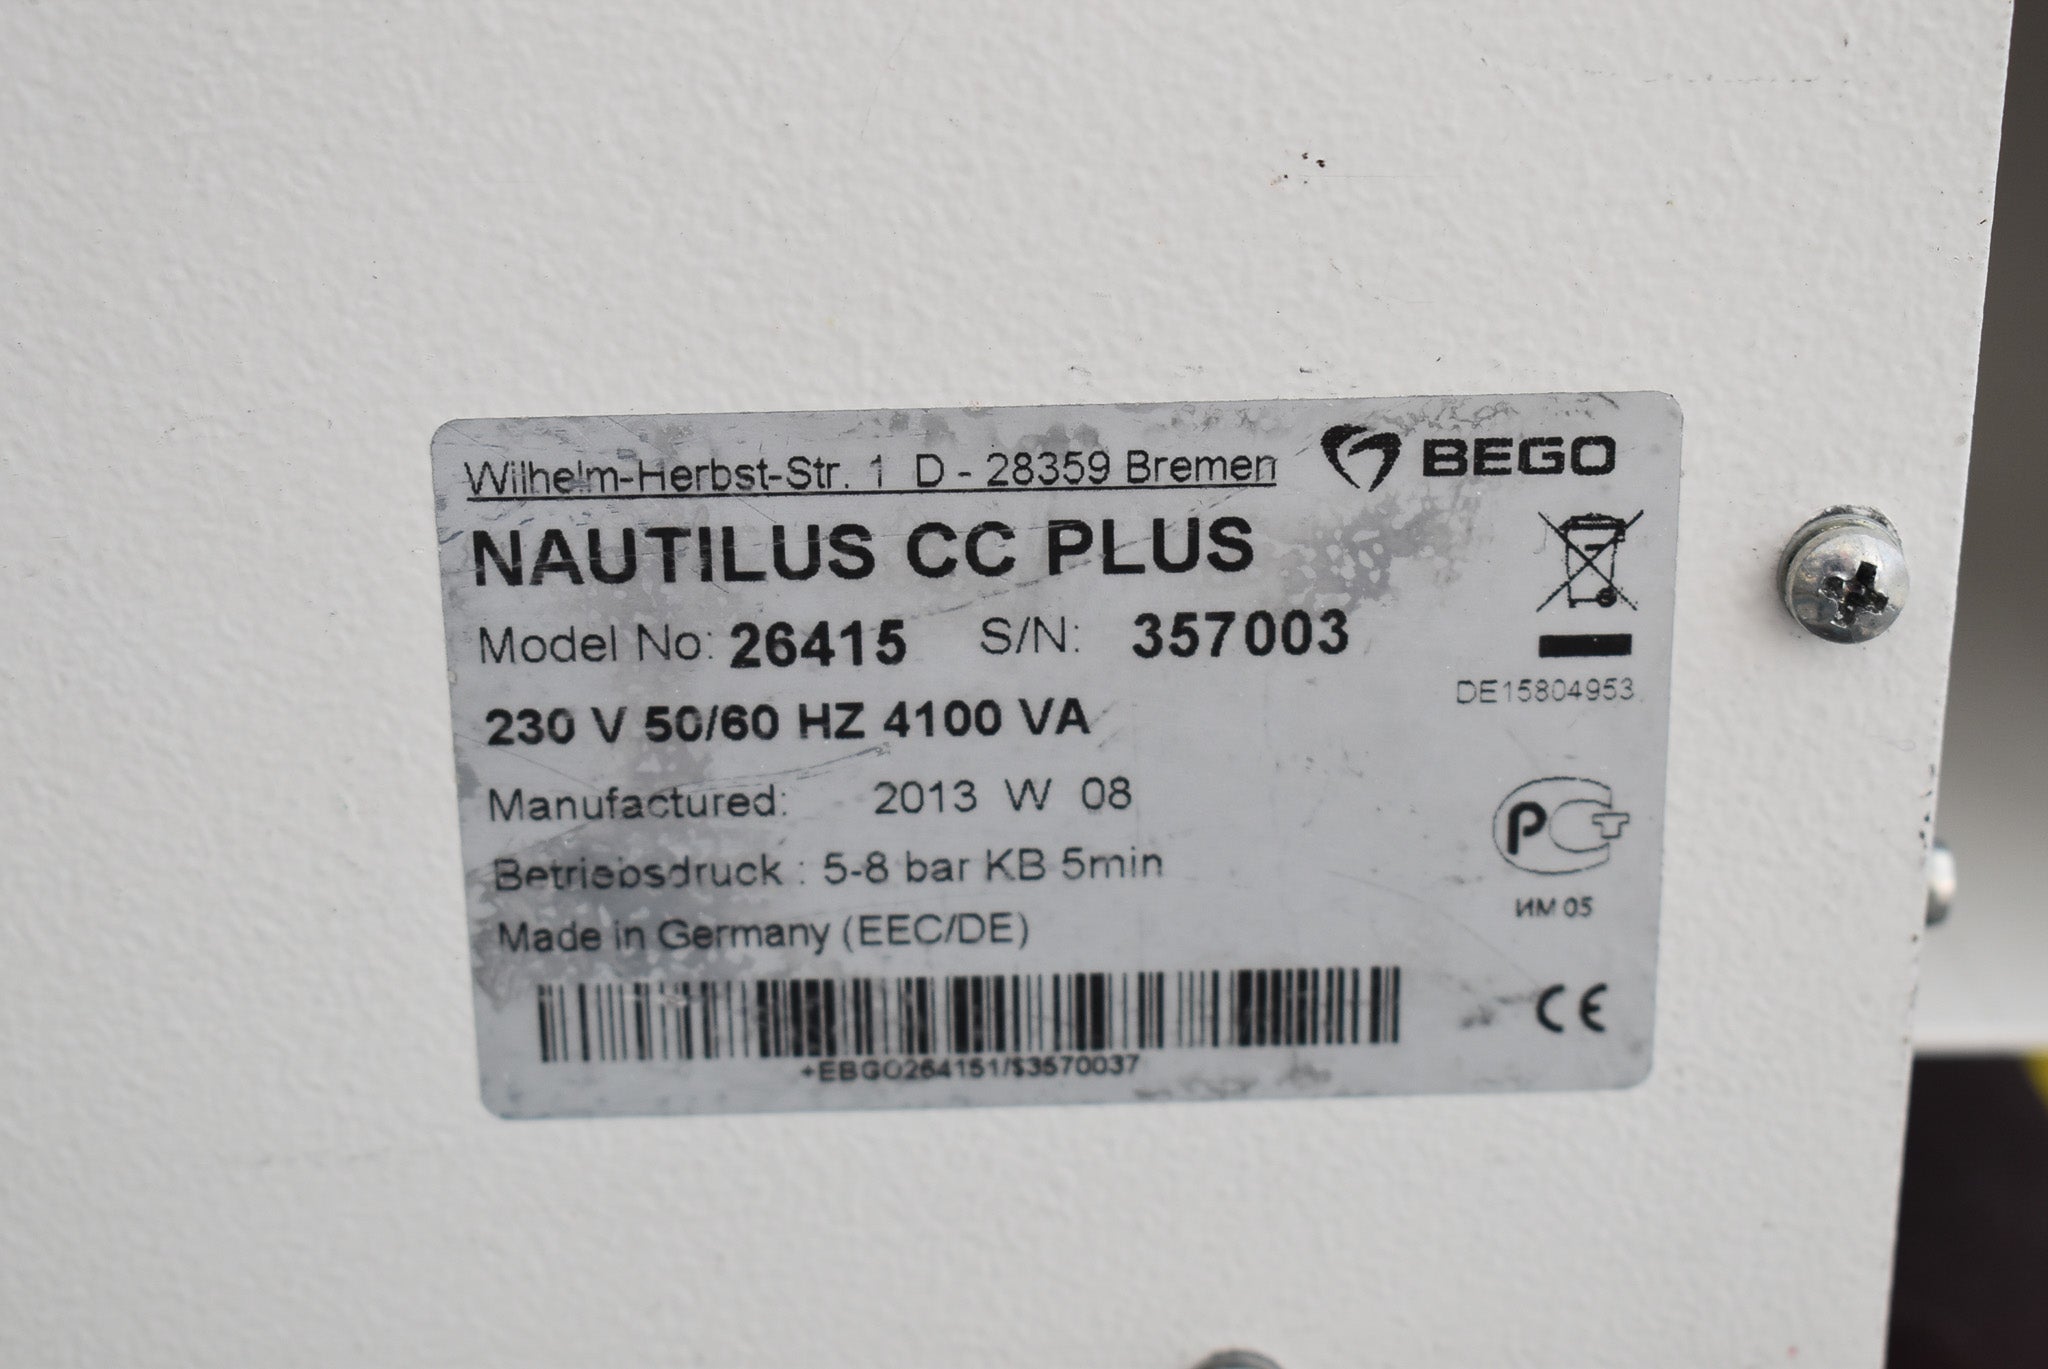 Wilhelm-Herbst-Str. 1 D - 28359 Bremen
BEGO
NAUTILUS CC PLUS
Model No: 26415 S/N: 357003
DE15804953
230 V 50/60 HZ 4100 VA
Manufactured: 2013 W 08
Betriebsdruck : 5-8 bar KB 5min
РСТ
ИМ 05
Made in Germany (EEC/DE)
CE
+EBGO264151/$3570037